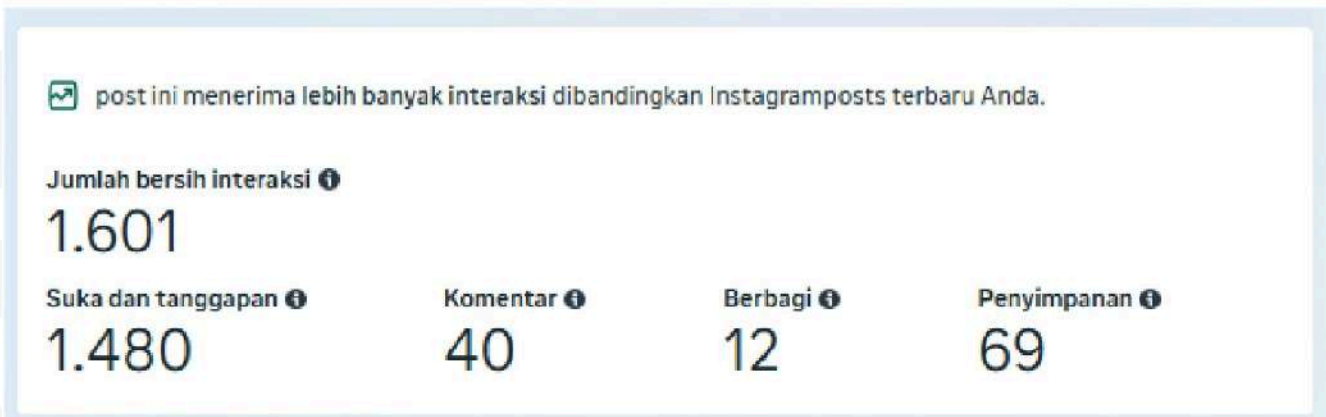 post ini menerima lebih banyak interaksi dibandingkan Instagramposts terbaru Anda.
Jumlah bersih interaksi
1.601
Suka dan tanggapan Komentar Berbagi Penyimpanan
1.480 40 12 69